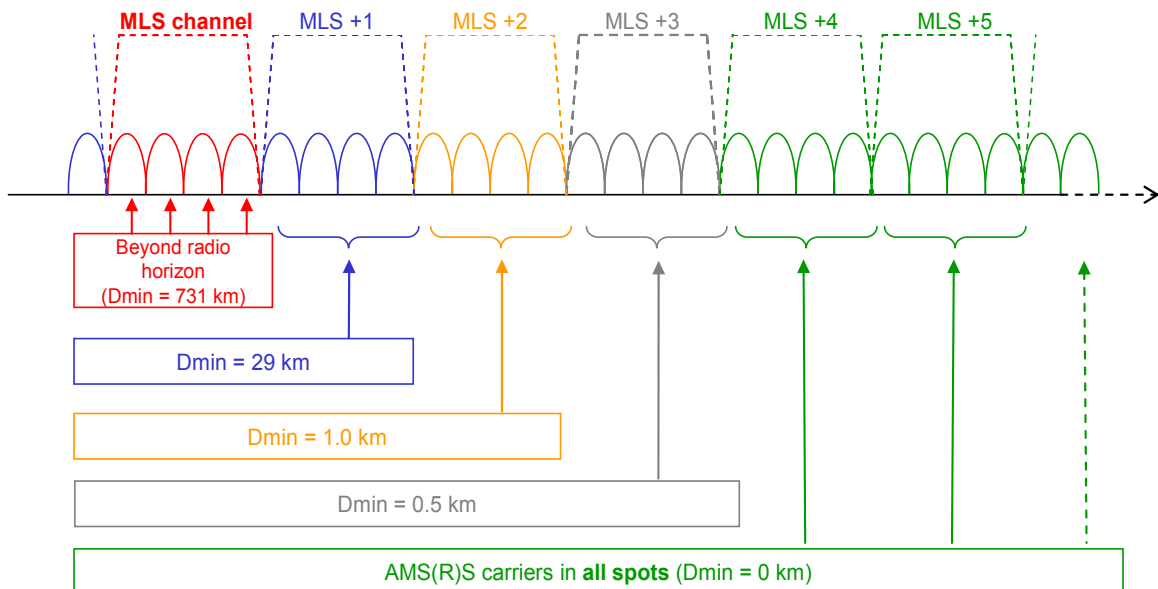 MLS channel
MLS +1
MLS +2
MLS +3
MLS +4
MLS +5
Beyond radio
horizon
(Dmin = 731 km)
Dmin = 29 km
Dmin = 1.0 km
Dmin = 0.5 km
AMS(R)S carriers in all spots (Dmin = 0 km)